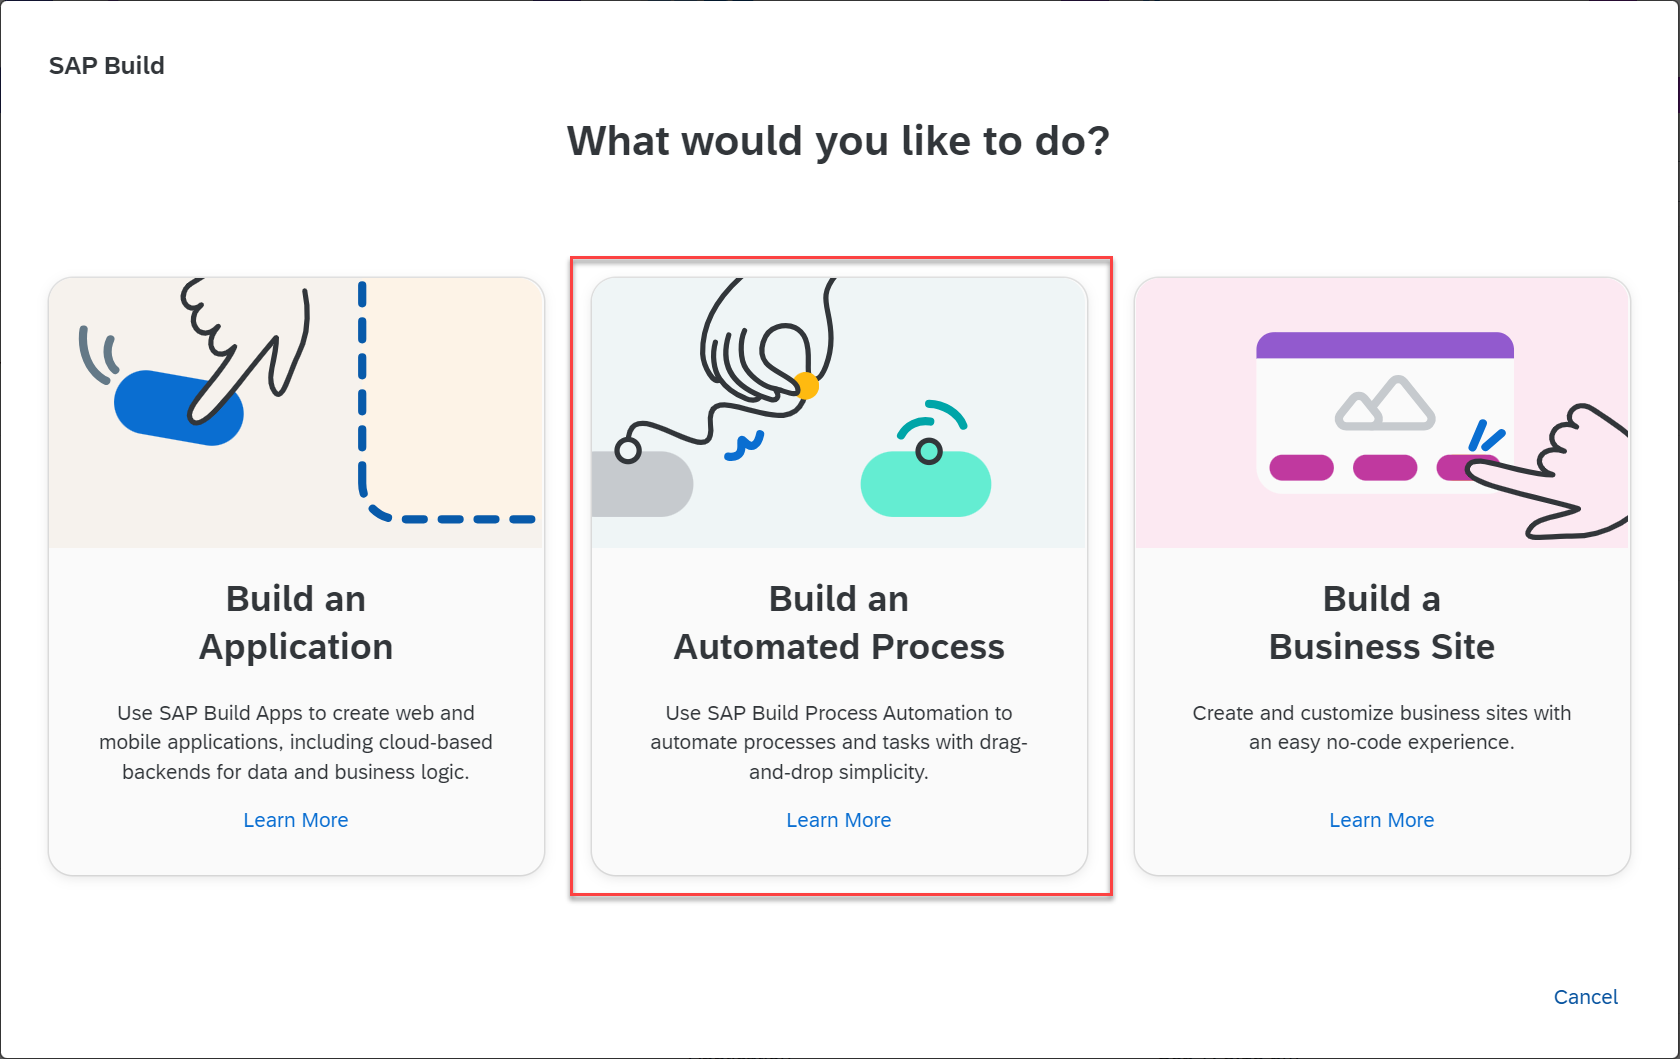 SAP Build
What would you like to do?
Build an
Application
Use SAP Build Apps to create web and
mobile applications, including cloud-based
backends for data and business logic.
Learn More
Build an
Automated Process
Use SAP Build Process Automation to
automate processes and tasks with drag-
and-drop simplicity.
Learn More
Build a
Business Site
Create and customize business sites with
an easy no-code experience.
Learn More
Cancel